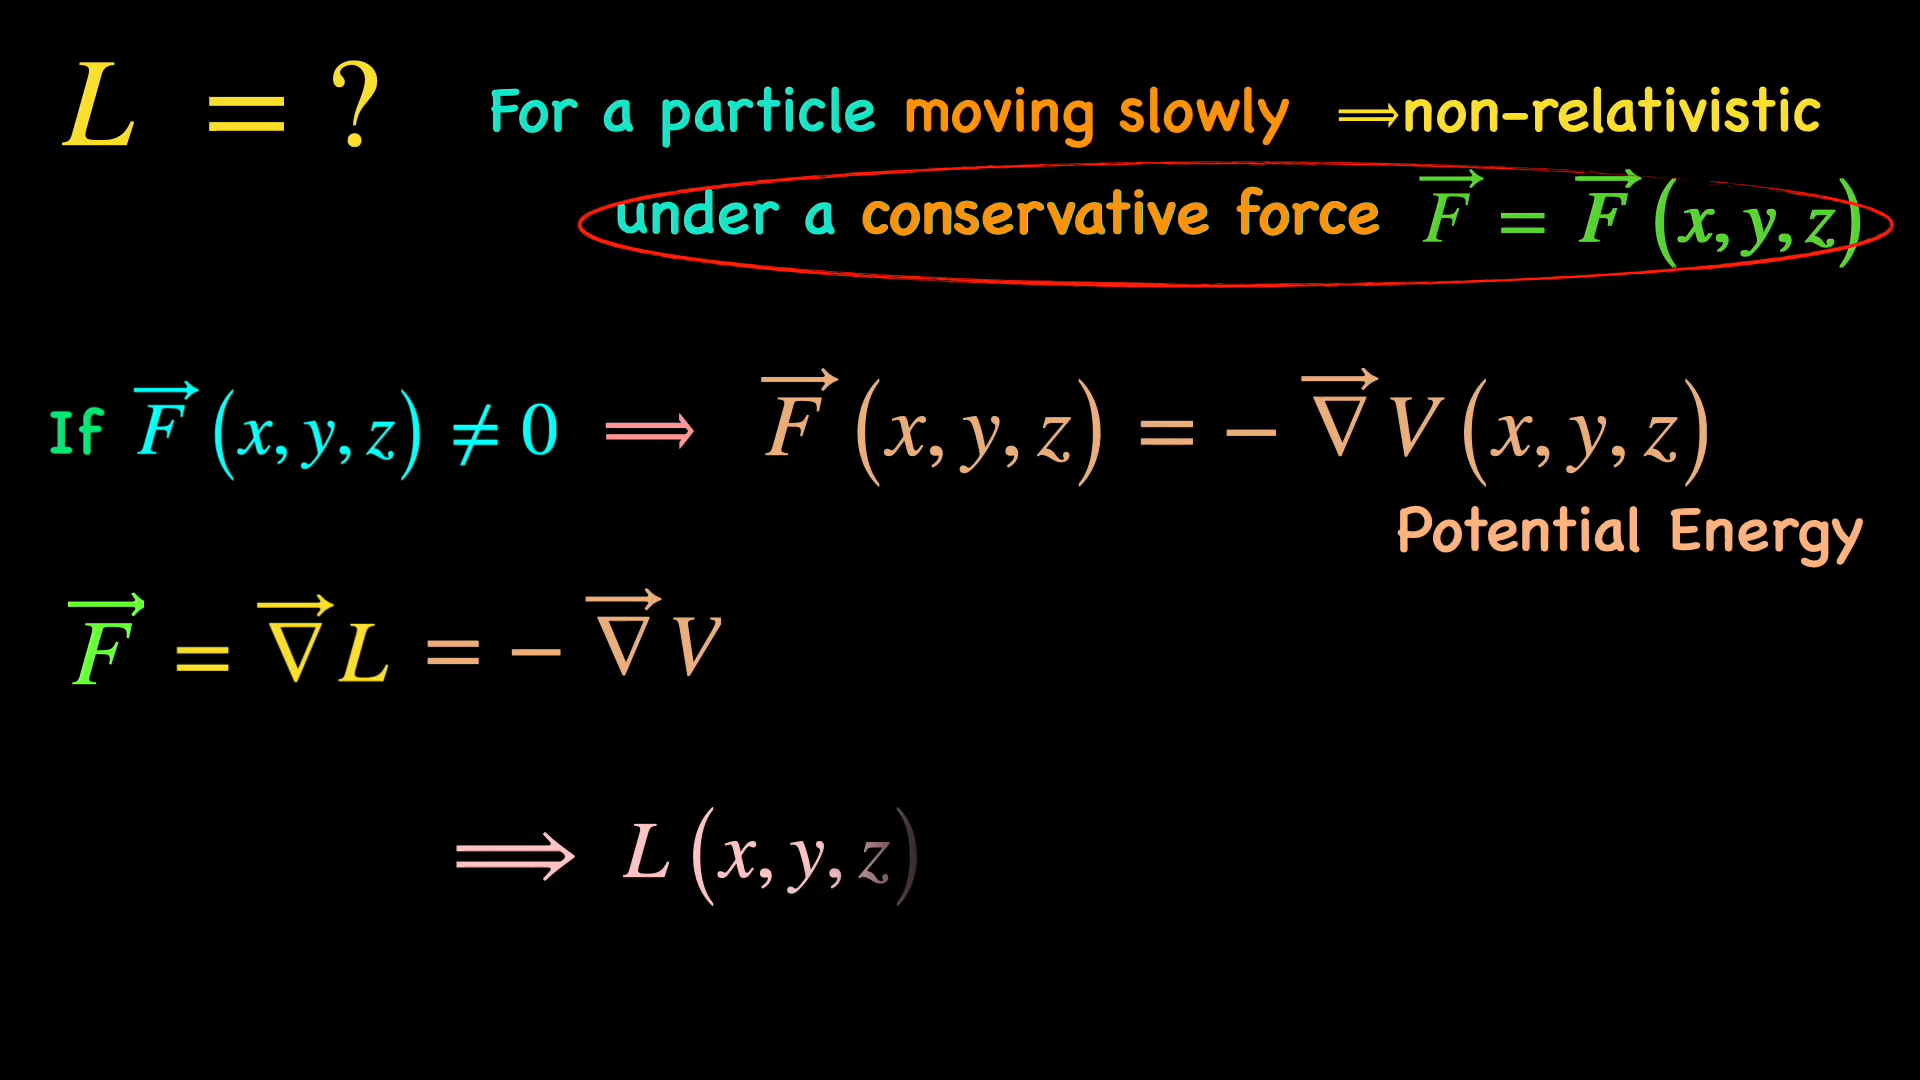 L = ? For a particle moving slowly ⟹non-relativistic
under a conservative force F⃗ = F⃗ (x, y, z)
If F⃗ (x, y, z) ≠ 0 ⟹ F⃗ (x, y, z) = − ∇⃗ V (x, y, z)
Potential Energy
F⃗ = ∇⃗ L = − ∇⃗ V
⟹ L (x, y, z)